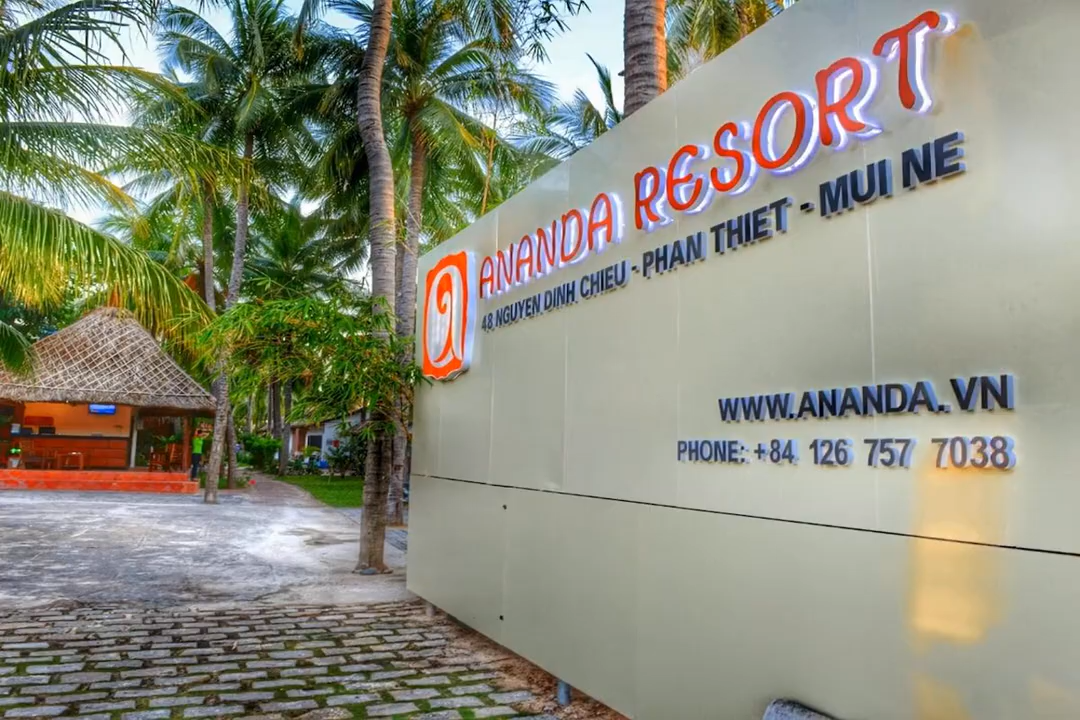 ANANDA RESORT
48 NGUYEN DINH CHIEU - PHAN THIET - MUI NE
WWW.ANANDA.VN
PHONE: +84 126 757 7038